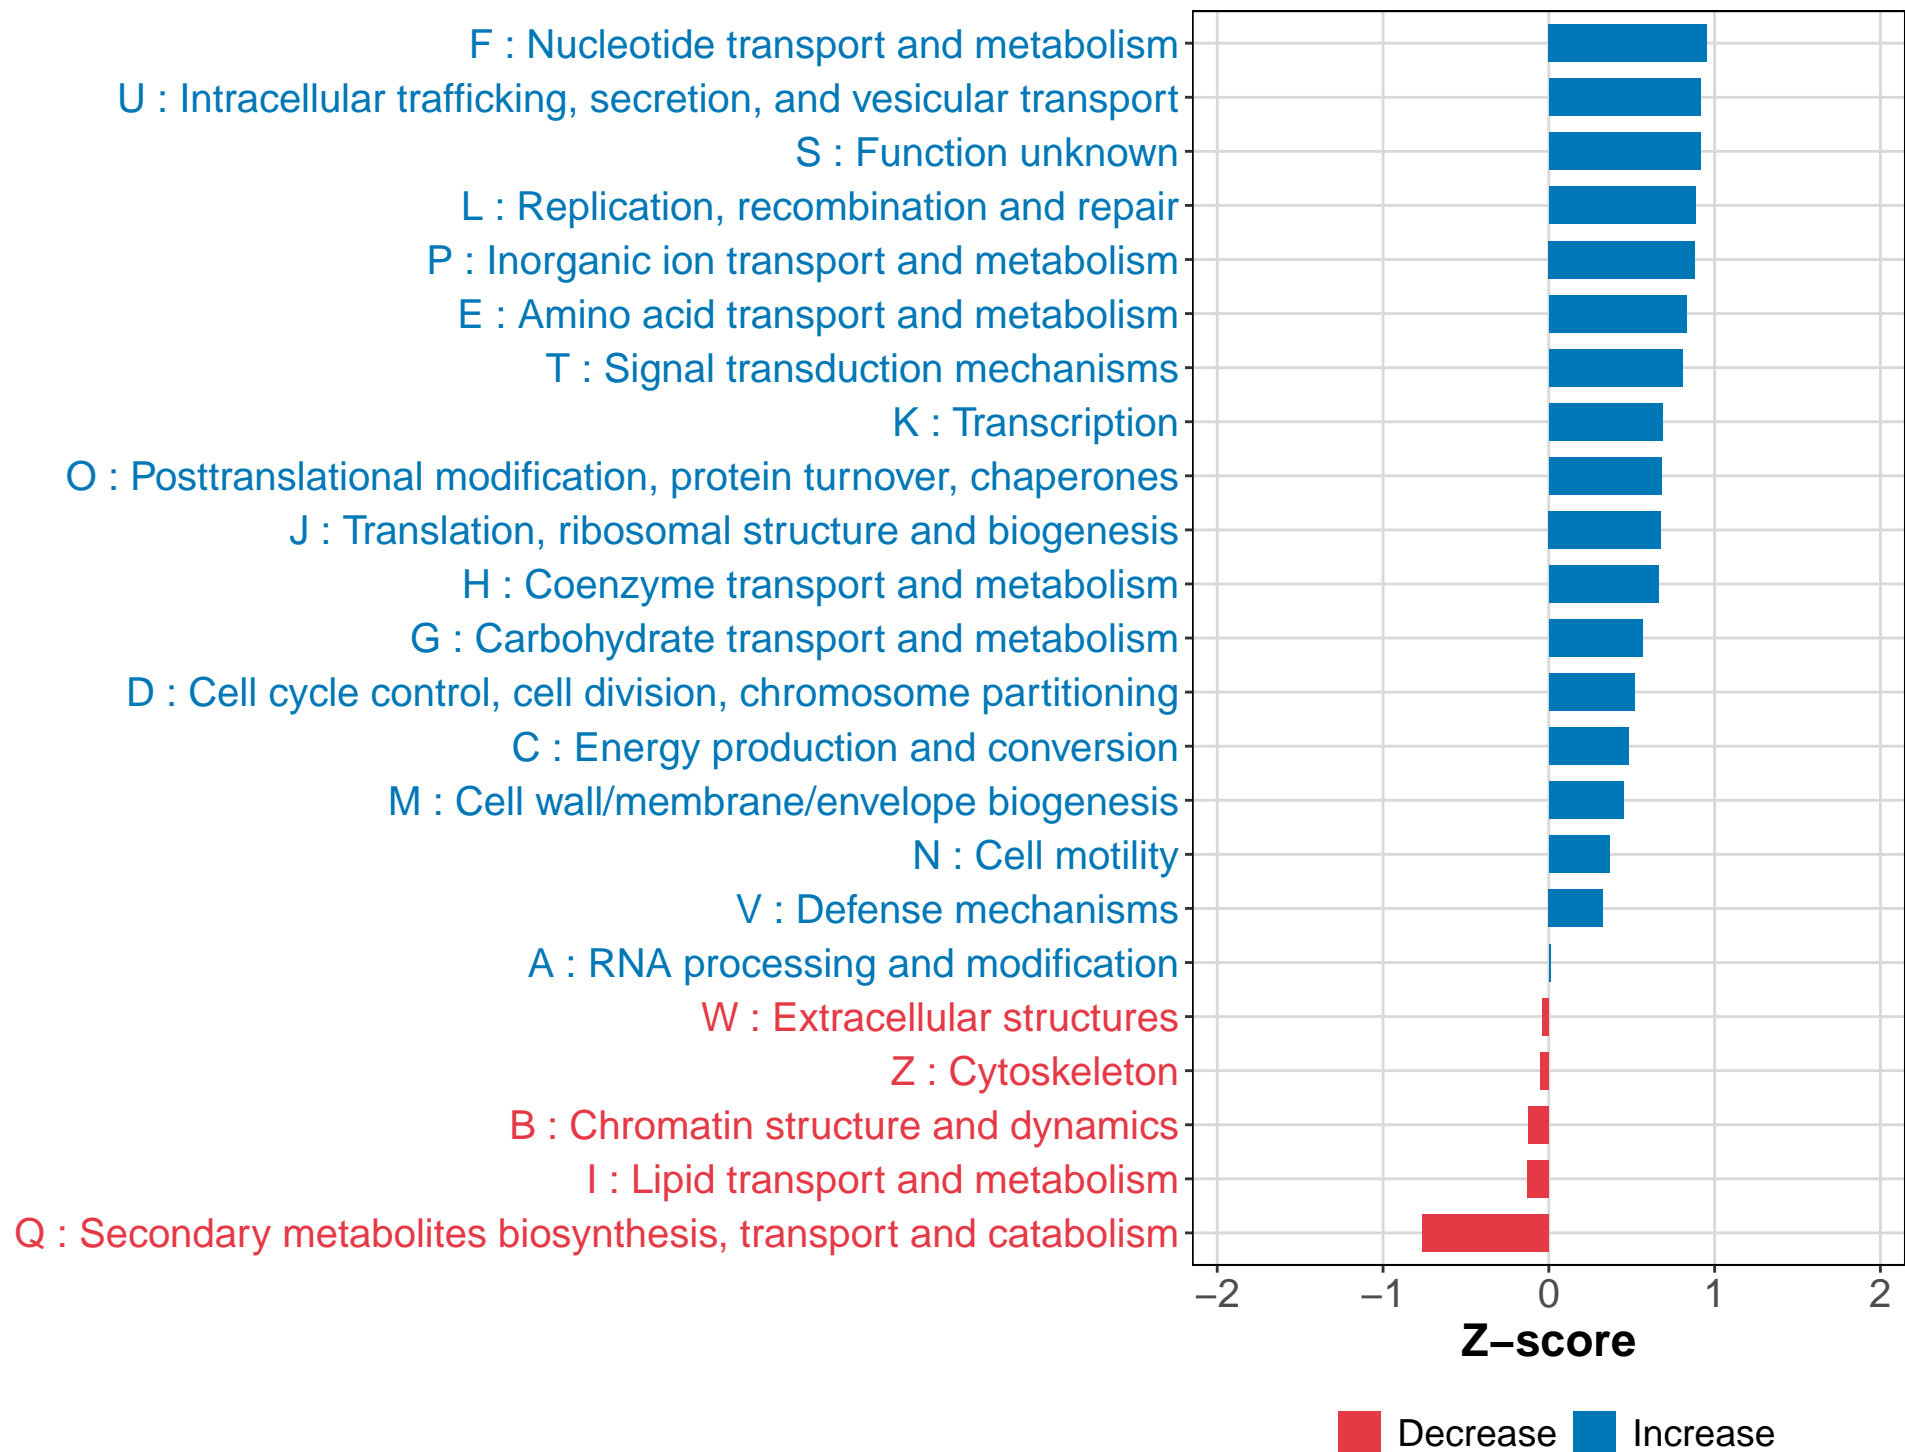 F : Nucleotide transport and metabolism
U : Intracellular trafficking, secretion, and vesicular transport
S : Function unknown
L : Replication, recombination and repair
P : Inorganic ion transport and metabolism
E : Amino acid transport and metabolism
T : Signal transduction mechanisms
K : Transcription
O : Posttranslational modification, protein turnover, chaperones
J : Translation, ribosomal structure and biogenesis
H : Coenzyme transport and metabolism
G : Carbohydrate transport and metabolism
D : Cell cycle control, cell division, chromosome partitioning
C : Energy production and conversion
M : Cell wall/membrane/envelope biogenesis
N : Cell motility
V : Defense mechanisms
A : RNA processing and modification
W : Extracellular structures
Z : Cytoskeleton
B : Chromatin structure and dynamics
I : Lipid transport and metabolism
Q : Secondary metabolites biosynthesis, transport and catabolism
−2 −1 0 1 2
Z−score
Decrease Increase